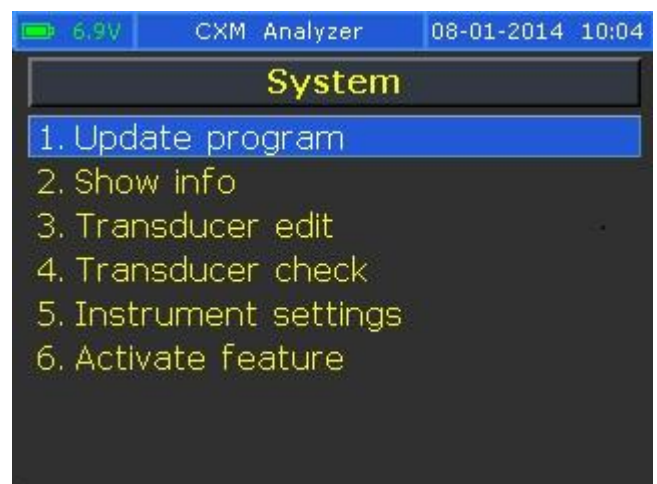 6.9V CXM Analyzer 08-01-2014 10:04
System
1. Update program
2. Show info
3. Transducer edit
4. Transducer check
5. Instrument settings
6. Activate feature